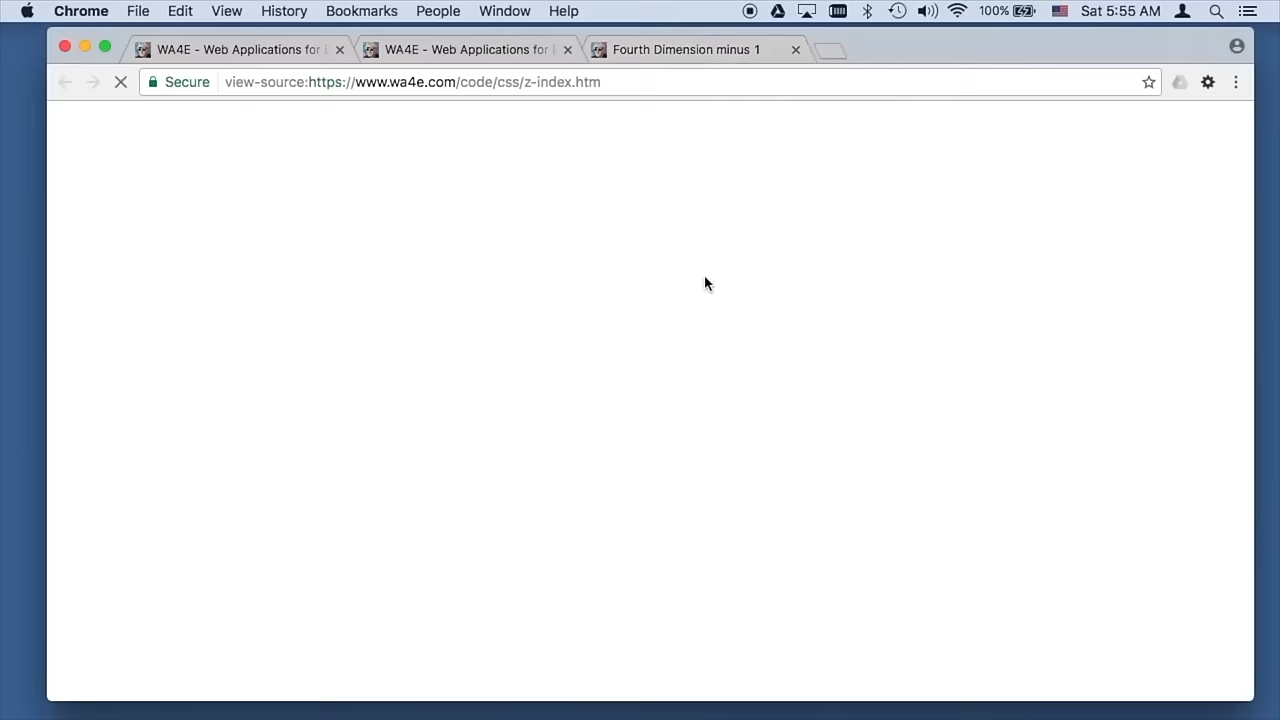 Chrome File Edit View History Bookmarks People Window Help 100% Sat 5:55 AM
WA4E - Web Applications for E WA4E - Web Applications for E Fourth Dimension minus 1
Secure view-source:https://www.wa4e.com/code/css/z-index.htm